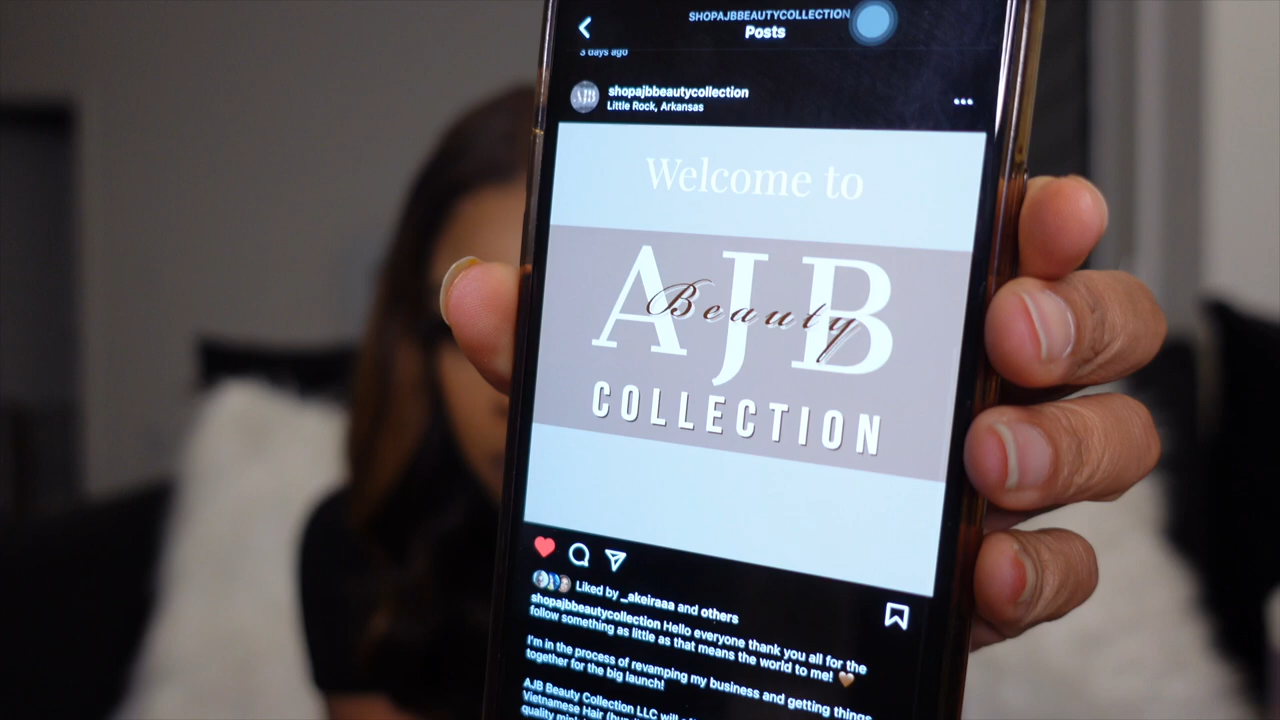 SHOPAJBBEAUTYCOLLECTION
Posts
3 days ago
AJB
shopajbbeautycollection
Little Rock, Arkansas
Welcome to
AJB
Beauty
COLLECTION
Liked by _akeiraaa and others
shopajbbeautycollection Hello everyone thank you all for the
follow something as little as that means the world to me! 🤎
I'm in the process of revamping my business and getting things
together for the big launch!
AJB Beauty Collection LLC will
Vietnamese Hair
quality